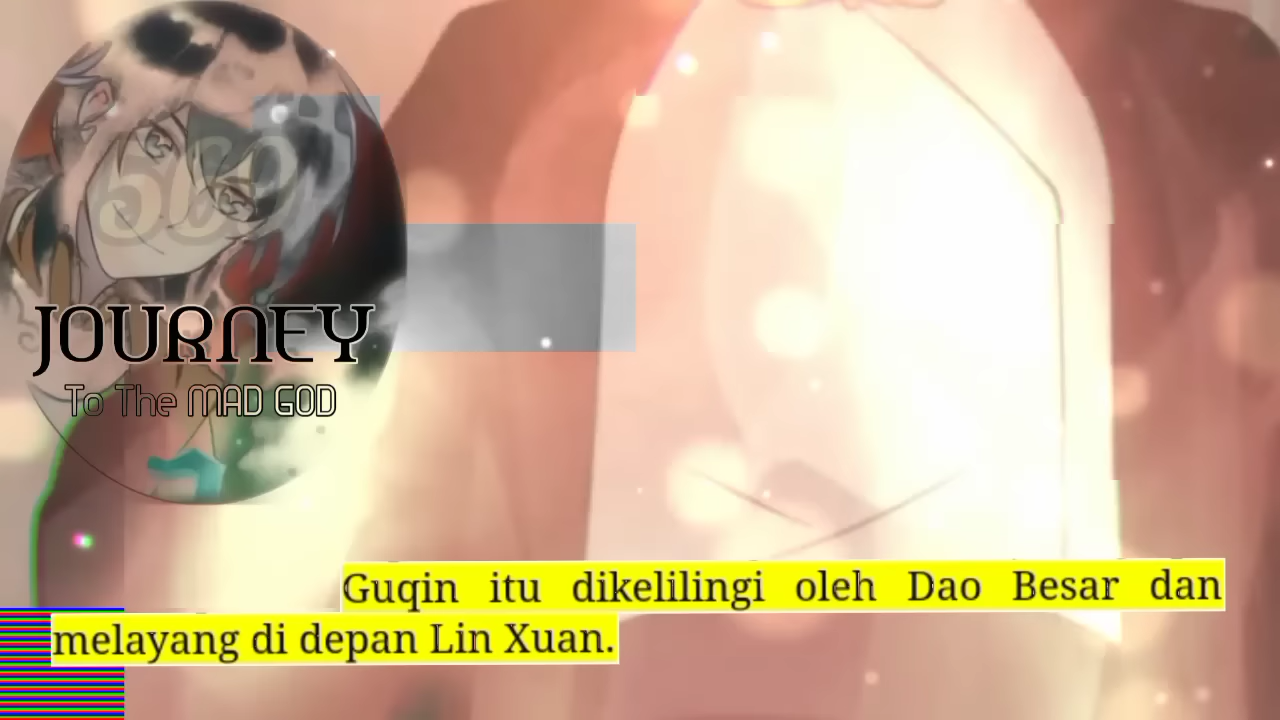 JOURNEY
To The MAD GOD
Guqin itu dikelilingi oleh Dao Besar dan
melayang di depan Lin Xuan.